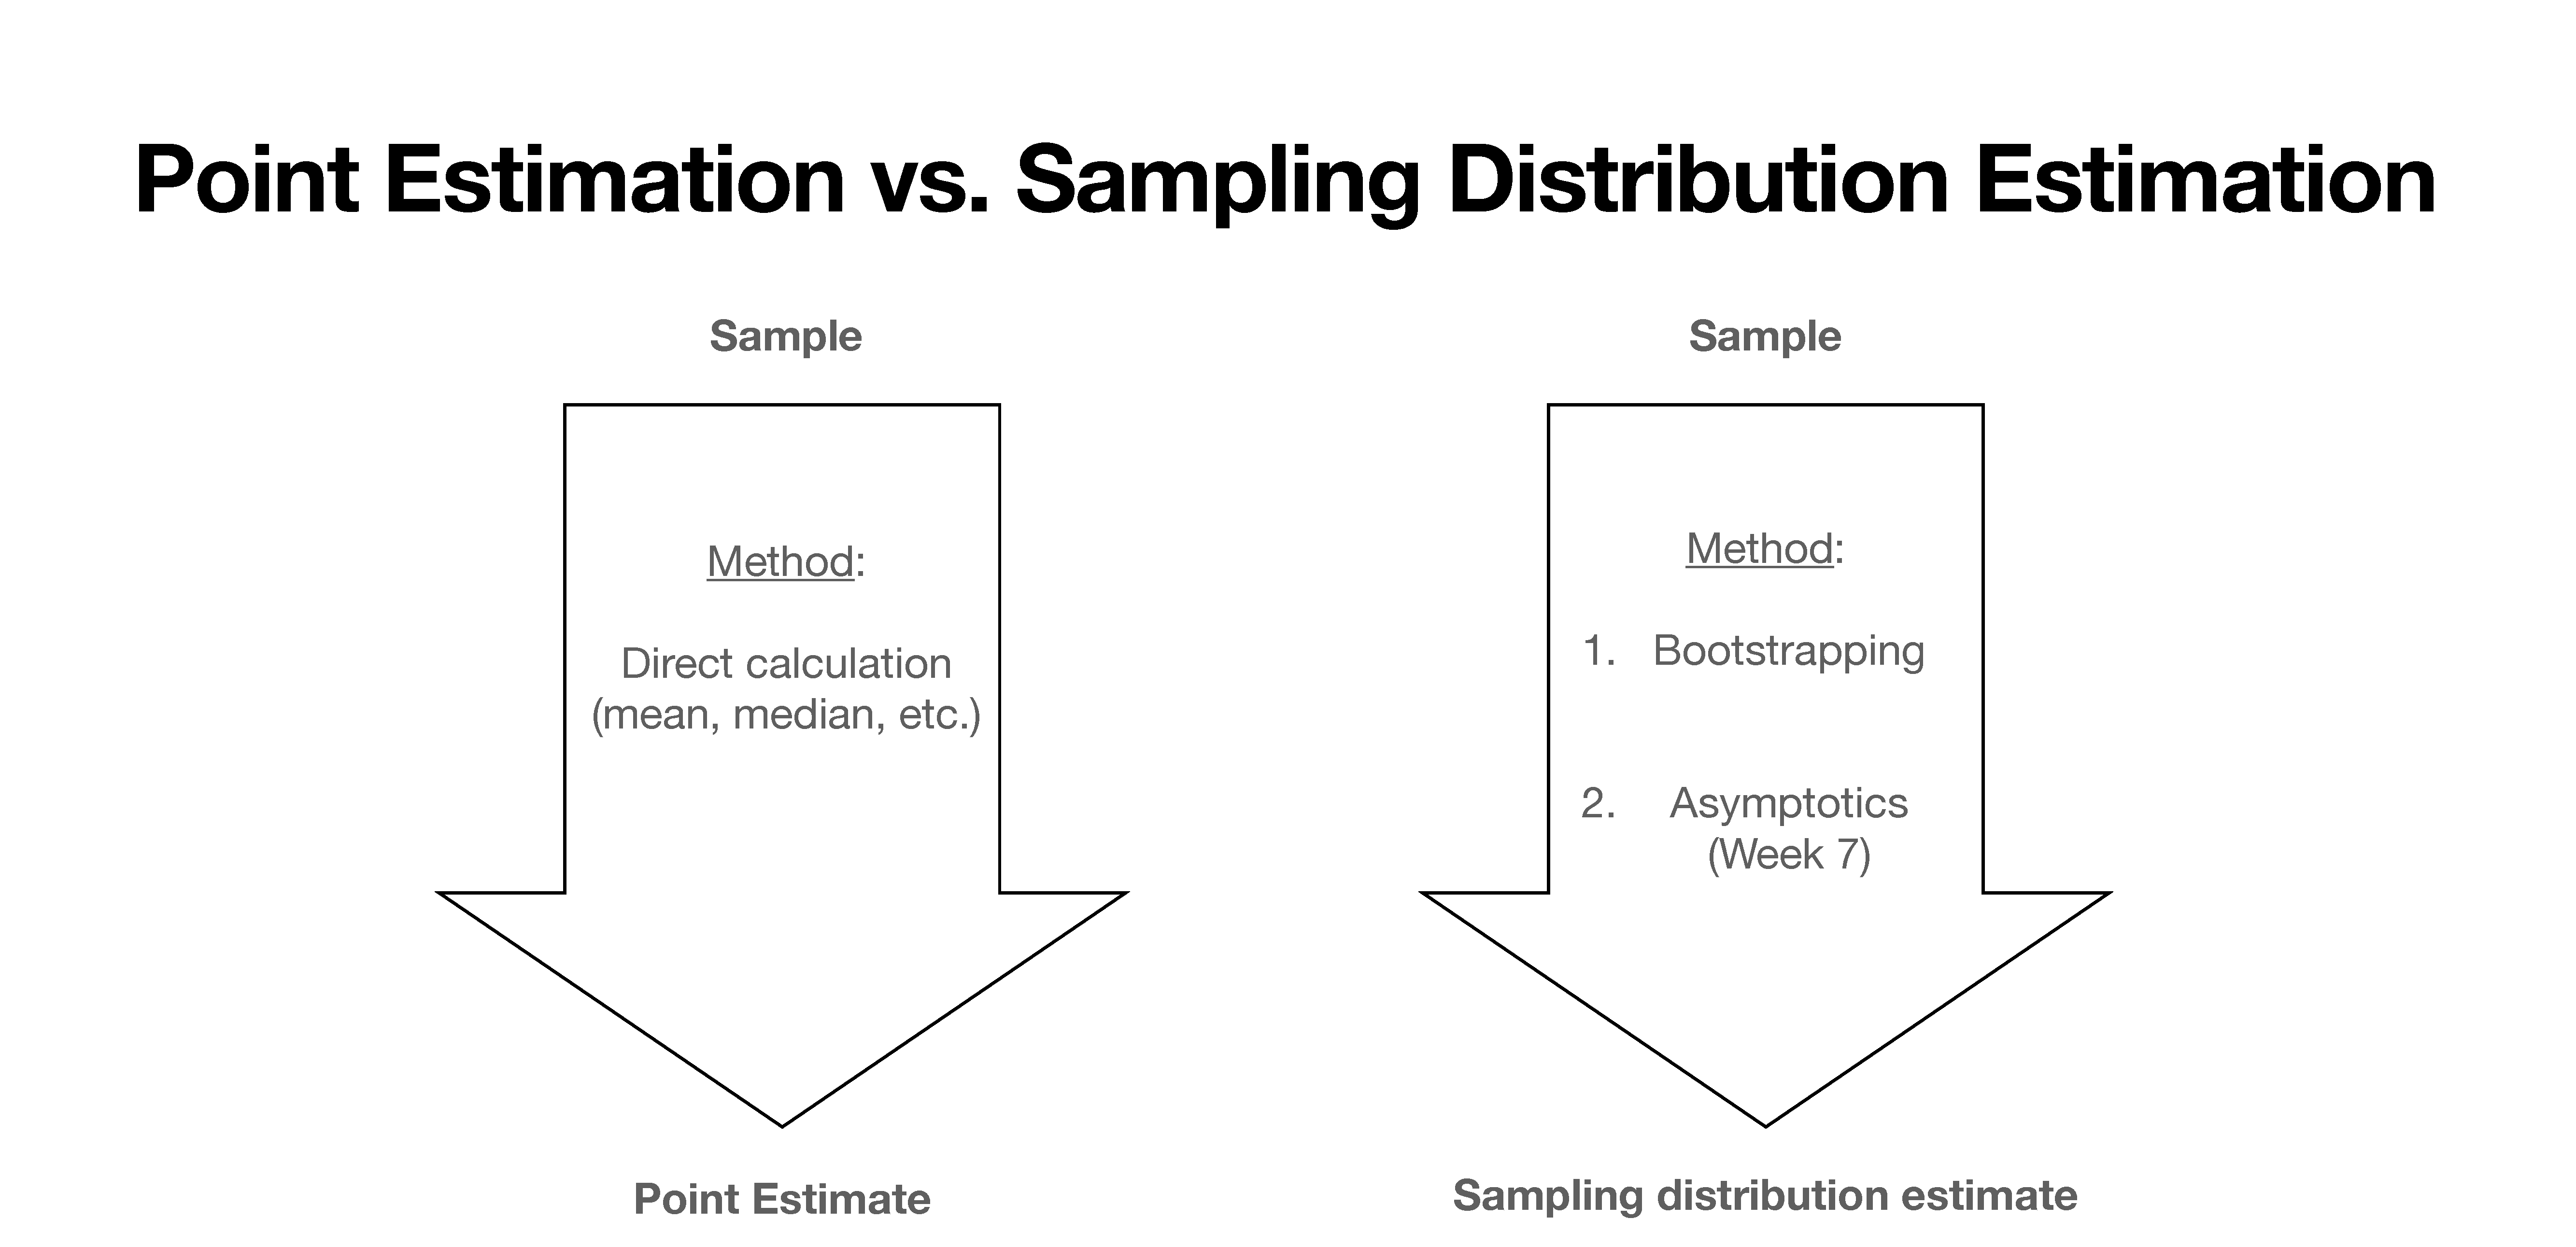 Point Estimation vs. Sampling Distribution Estimation
Sample
Method:
Direct calculation
(mean, median, etc.)
Point Estimate
Sample
Method:
1. Bootstrapping
2. Asymptotics
(Week 7)
Sampling distribution estimate